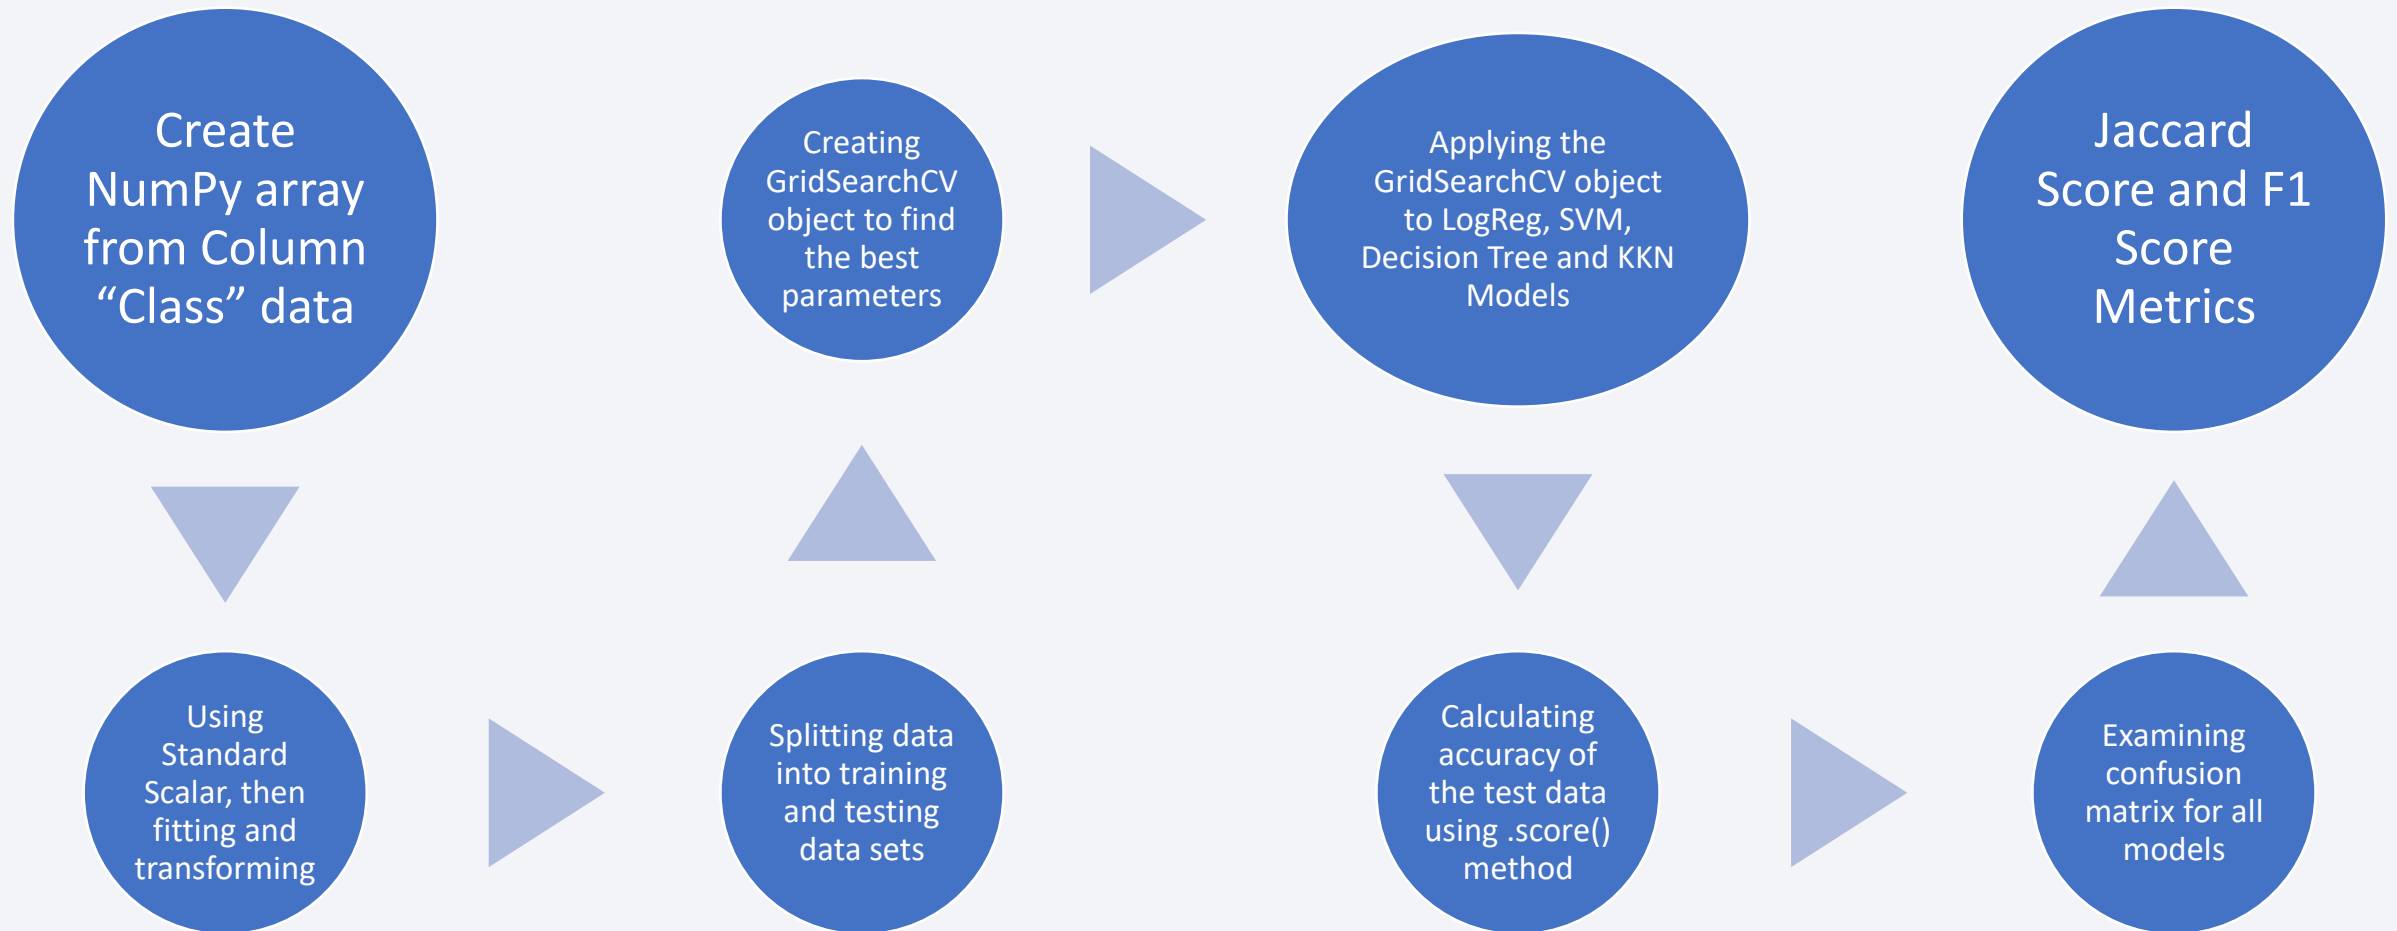 Create
NumPy array
from Column
“Class” data
Using
Standard
Scalar, then
fitting and
transforming
Splitting data
into training
and testing
data sets
Creating
GridSearchCV
object to find
the best
parameters
Applying the
GridSearchCV object
to LogReg, SVM,
Decision Tree and KKN
Models
Calculating
accuracy of
the test data
using .score()
method
Examining
confusion
matrix for all
models
Jaccard
Score and F1
Score
Metrics